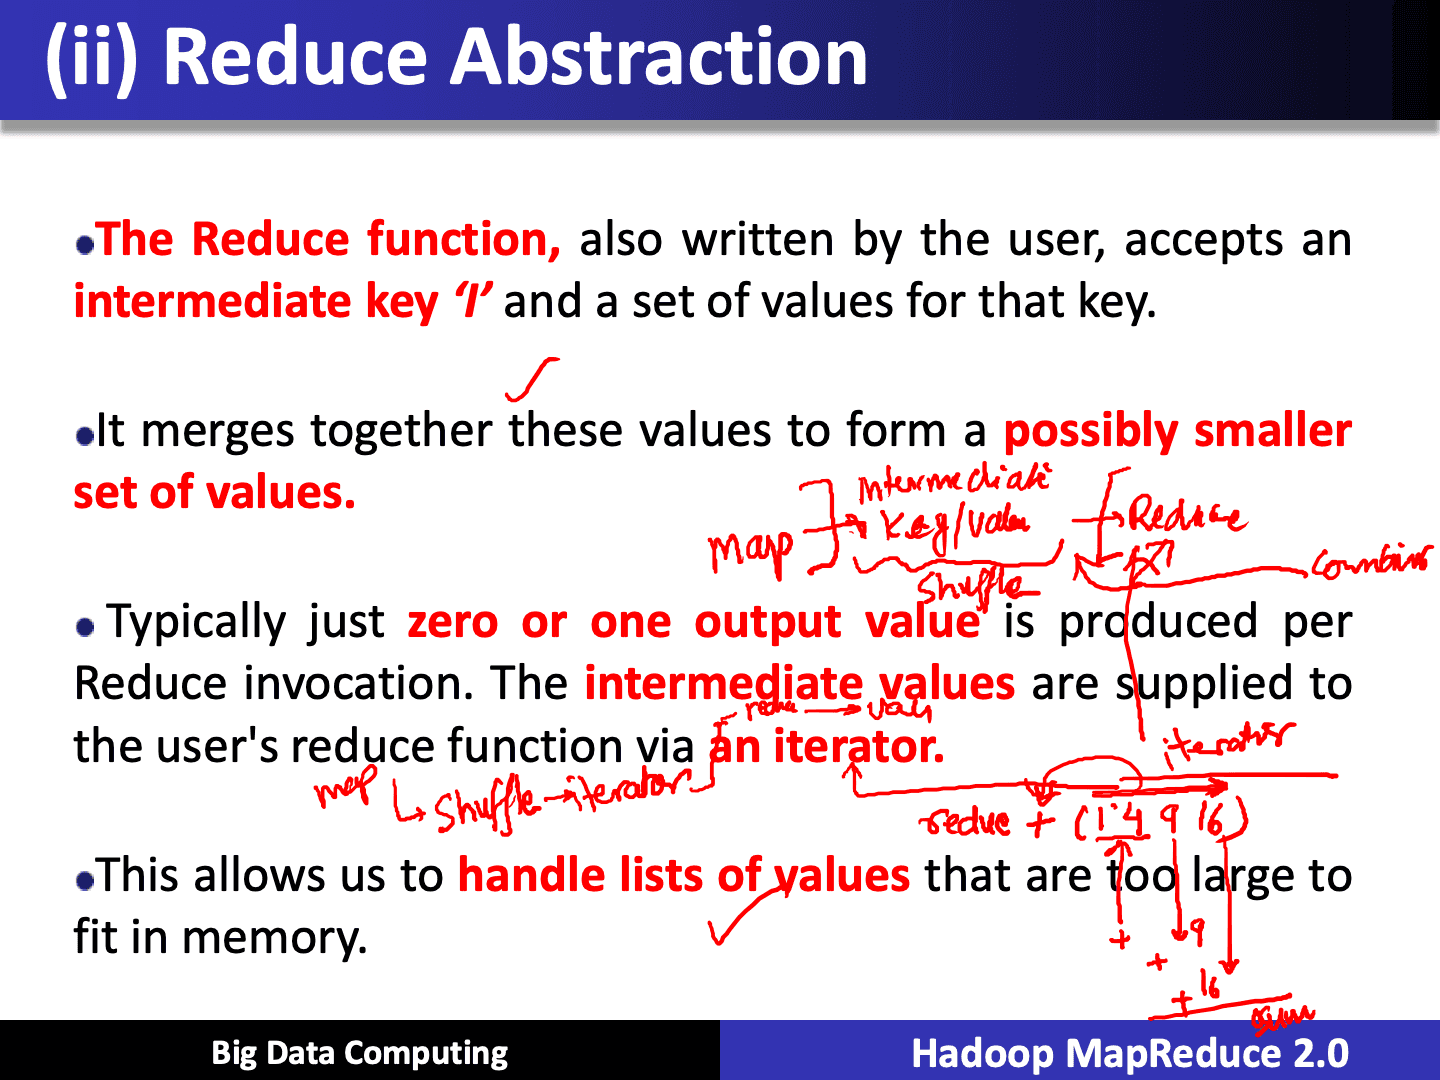 (ii) Reduce Abstraction
The Reduce function, also written by the user, accepts an
intermediate key ‘I’ and a set of values for that key.
It merges together these values to form a possibly smaller
set of values.
Intermediate
map
Key/Value
Reduce
Shuffle
Combine
Typically just zero or one output value is produced per
Reduce invocation. The intermediate values are supplied to
the user's reduce function via an iterator.
iterator
map
Shuffle iterator
reduce + (1 4 9 16)
This allows us to handle lists of values that are too large to
fit in memory.
+
9
+
+ 16
sum
Big Data Computing
Hadoop MapReduce 2.0